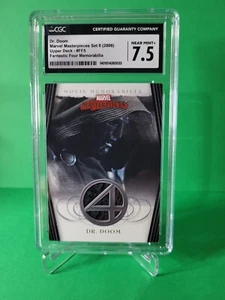 CGC
CERTIFIED GUARANTY COMPANY
Dr. Doom
Marvel Masterpieces Set II (2008)
Upper Deck - #FF5
Fantastic Four Memorabilia
NEAR MINT+
7.5
MOVIE MEMORABILIA
MARVEL
MASTERPIECES
4
DR. DOOM